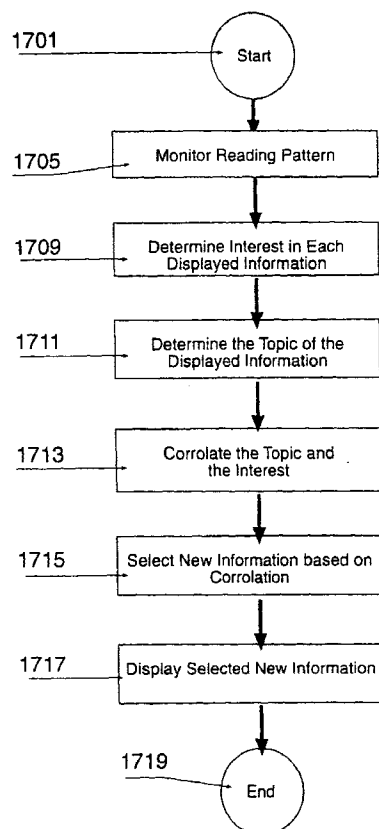 1701
Start
1705
Monitor Reading Pattern
1709
Determine Interest in Each
Displayed Information
1711
Determine the Topic of the
Displayed Information
1713
Corrolate the Topic and
the Interest
1715
Select New Information based on
Corrolation
1717
Display Selected New Information
1719
End